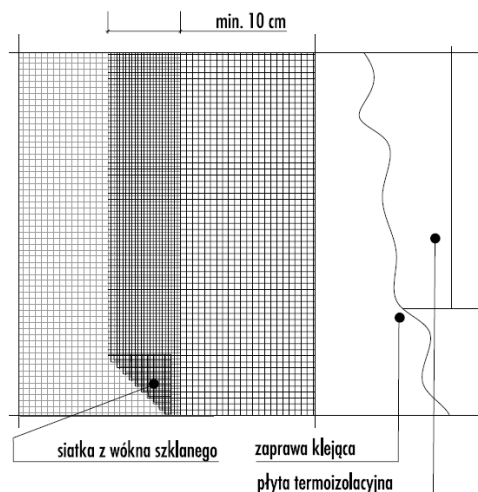 min. 10 cm
siatka z wókna szklanego
zaprawa klejąca
płyta termoizolacyjna